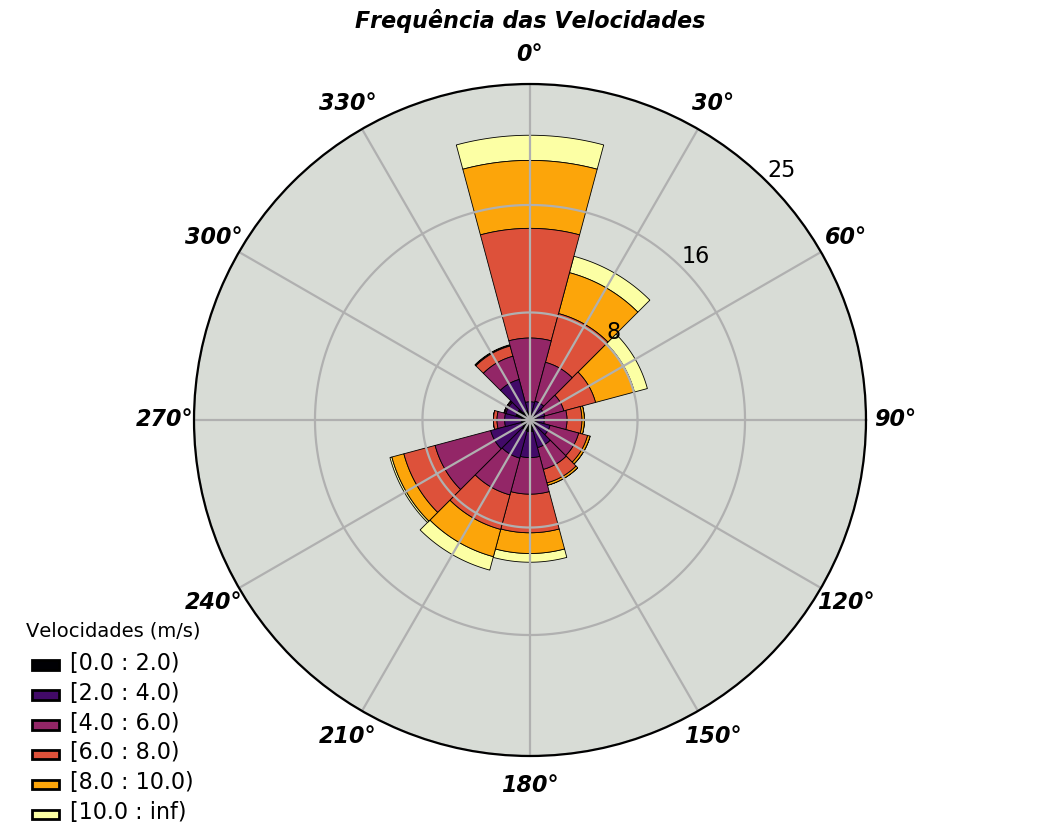 Frequência das Velocidades
0°
330°
30°
25
300°
60°
16
8
270°
90°
240°
120°
210°
150°
180°
Velocidades (m/s)
[0.0 : 2.0)
[2.0 : 4.0)
[4.0 : 6.0)
[6.0 : 8.0)
[8.0 : 10.0)
[10.0 : inf)